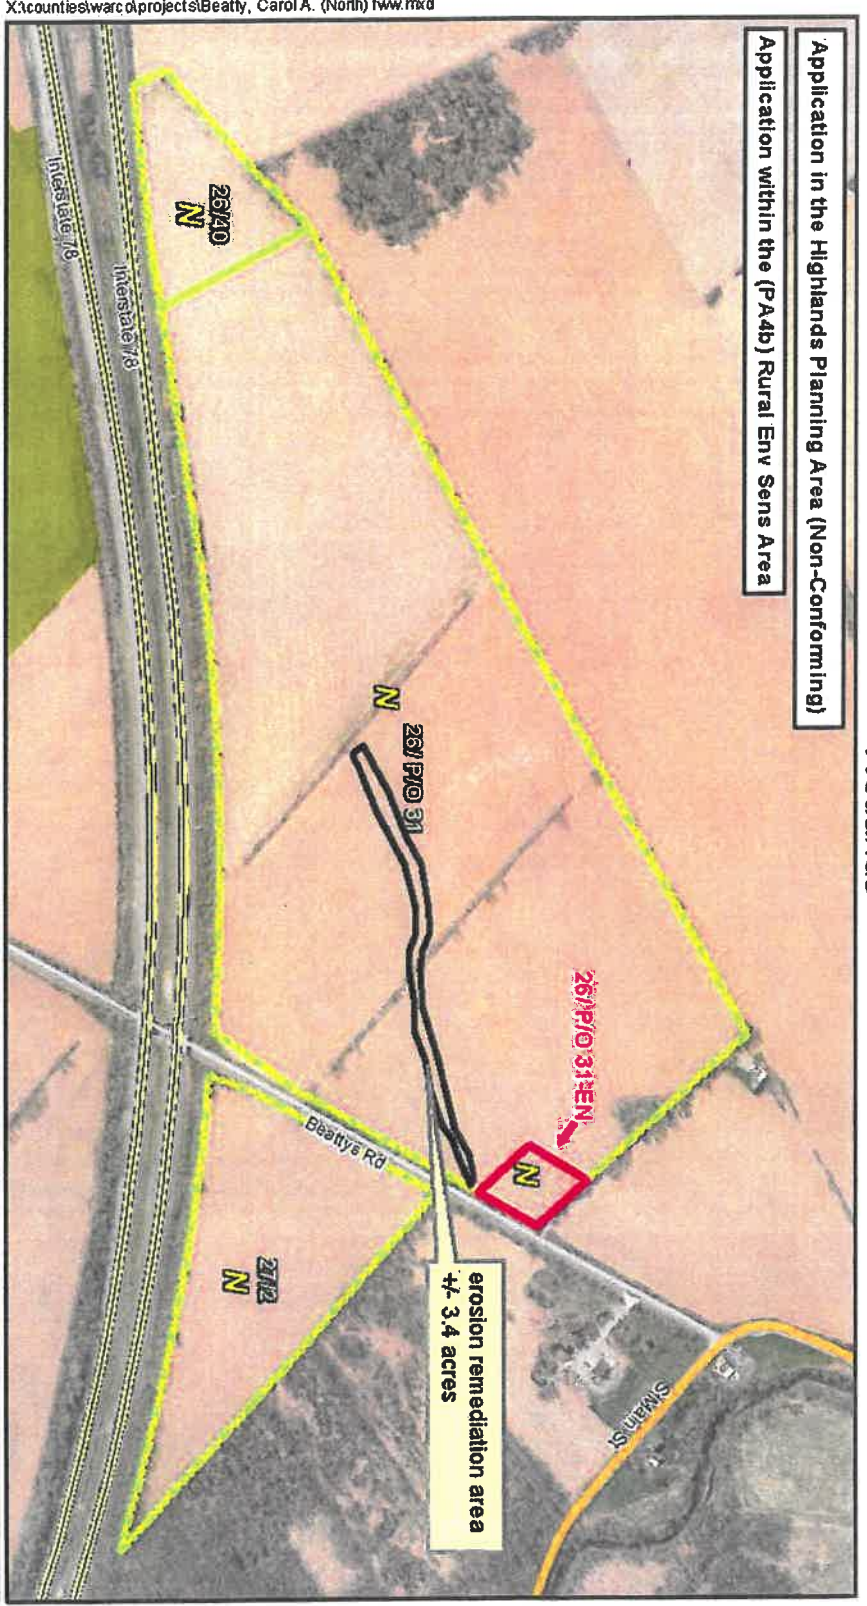 X:\counties\warco\projects\Beatty, Carol A. (North) fww.mxd
Application in the Highlands Planning Area (Non-Conforming)
Application within the (PA4b) Rural Env Sens Area
26/40
N
Interstate 78
Interstate 78
N
26// P/O 31
26// P/O 31-EN
N
Beattys Rd
erosion remediation area
+/- 3.4 acres
27/2
N
S Main St